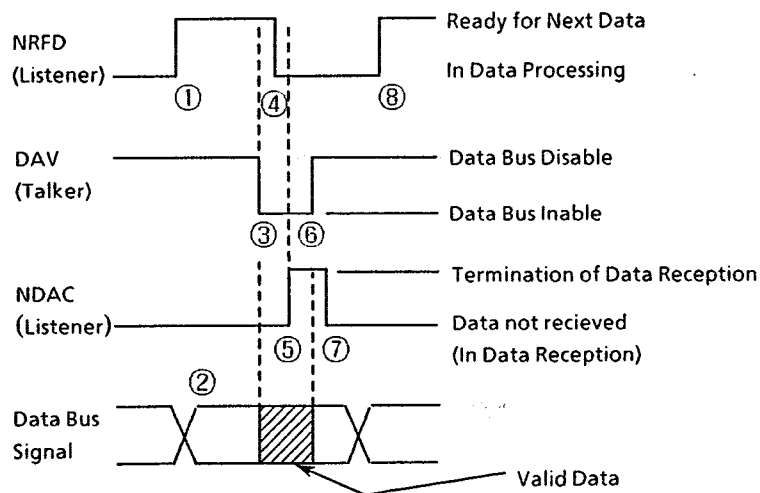 NRFD
(Listener)
Ready for Next Data
In Data Processing
①
④
⑧
DAV
(Talker)
Data Bus Disable
Data Bus Inable
③
⑥
NDAC
(Listener)
Termination of Data Reception
Data not recieved
(In Data Reception)
⑤
⑦
②
Data Bus
Signal
Valid Data